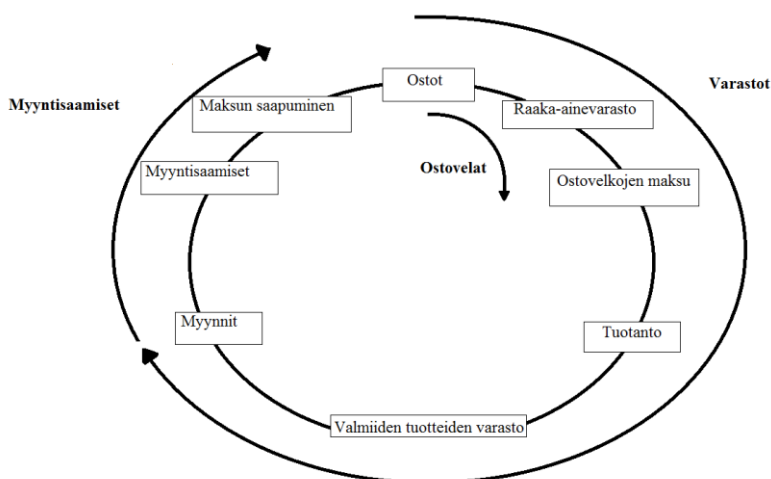 Ostot
Varastot
Myyntisaamiset
Maksun saapuminen
Raaka-ainevarasto
Ostovelat
Myyntisaamiset
Ostovelkojen maksu
Myynnit
Tuotanto
Valmiiden tuotteiden varasto